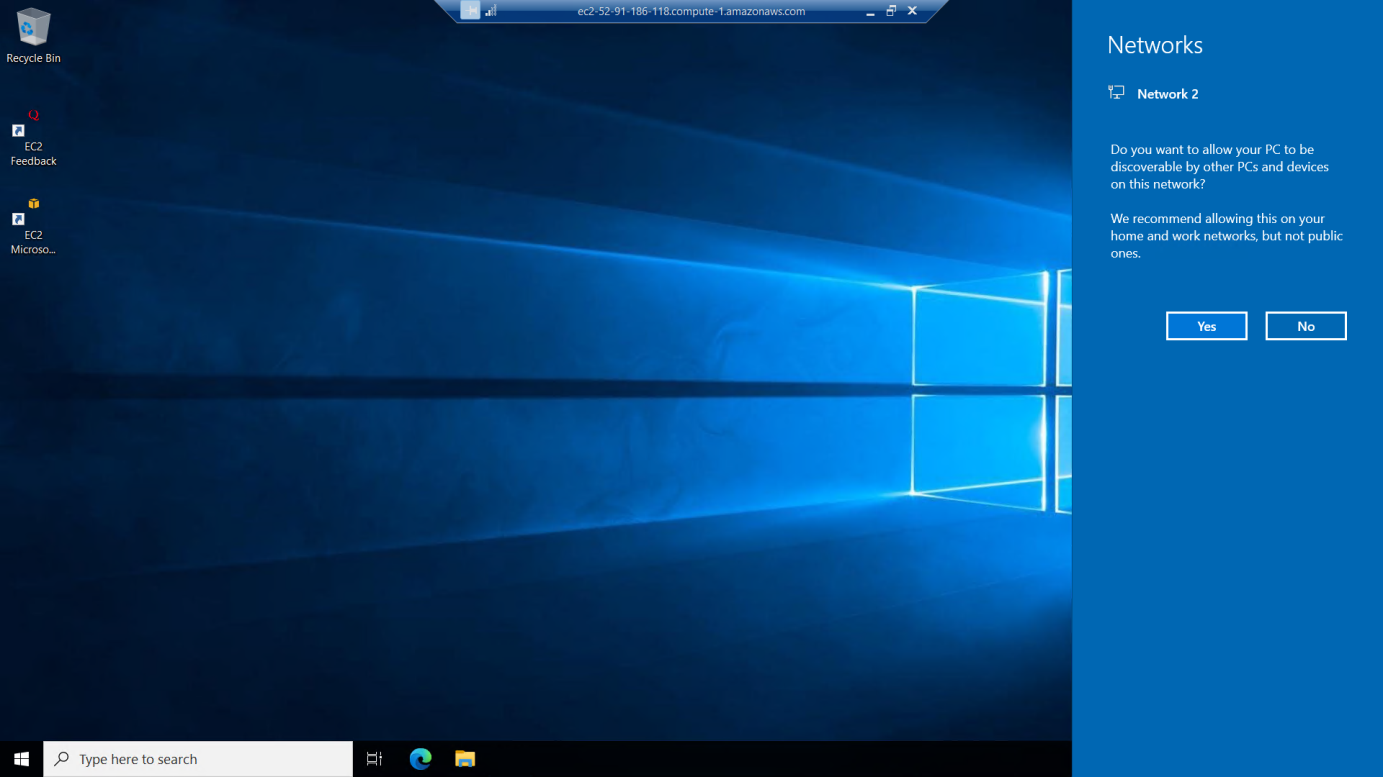 ec2-52-91-186-118.compute-1.amazonaws.com
Recycle Bin
EC2
Feedback
EC2
Microso...
Networks
Network 2
Do you want to allow your PC to be
discoverable by other PCs and devices
on this network?
We recommend allowing this on your
home and work networks, but not public
ones.
Yes
No
Type here to search